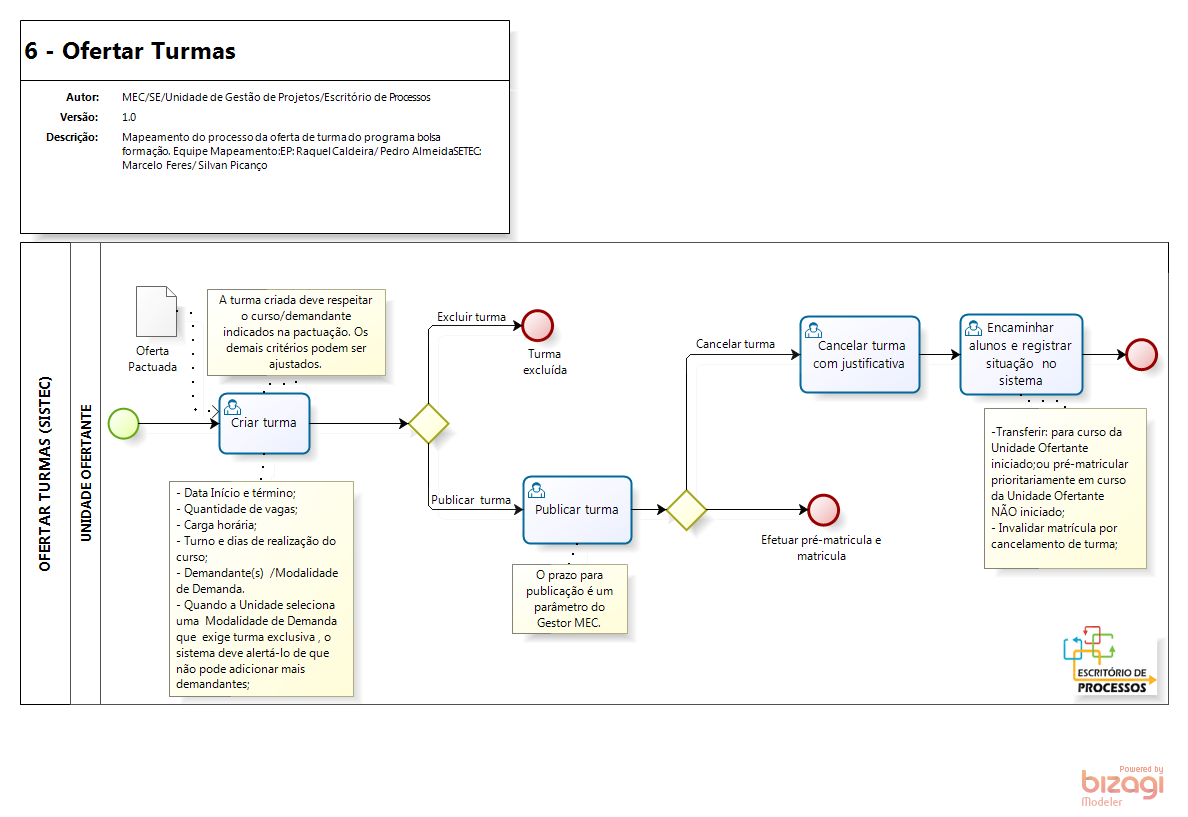 6 - Ofertar Turmas
Autor: MEC/SE/Unidade de Gestão de Projetos/Escritório de Processos
Versão: 1.0
Descrição: Mapeamento do processo da oferta de turma do programa bolsa
formação. Equipe Mapeamento:EP: Raquel Caldeira/ Pedro AlmeidaSETEC:
Marcelo Feres/ Silvan Picanço
OFERTAR TURMAS (SISTEC)
UNIDADE OFERTANTE
Oferta
Pactuada
A turma criada deve respeitar
o curso/demandante
indicados na pactuação. Os
demais critérios podem ser
ajustados.
Criar turma
- Data Início e término;
- Quantidade de vagas;
- Carga horária;
- Turno e dias de realização do
curso;
- Demandante(s) /Modalidade
de Demanda.
- Quando a Unidade seleciona
uma Modalidade de Demanda
que exige turma exclusiva , o
sistema deve alertá-lo de que
não pode adicionar mais
demandantes;
Excluir turma
Turma
excluída
Publicar turma
Publicar turma
O prazo para
publicação é um
parâmetro do
Gestor MEC.
Cancelar turma
Cancelar turma
com justificativa
Encaminhar
alunos e registrar
situação no
sistema
Efetuar pré-matricula e
matricula
-Transferir: para curso da
Unidade Ofertante
iniciado;ou pré-matricular
prioritariamente em curso
da Unidade Ofertante
NÃO iniciado;
- Invalidar matrícula por
cancelamento de turma;
ESCRITÓRIO DE
PROCESSOS
Powered by
bizagi
Modeler